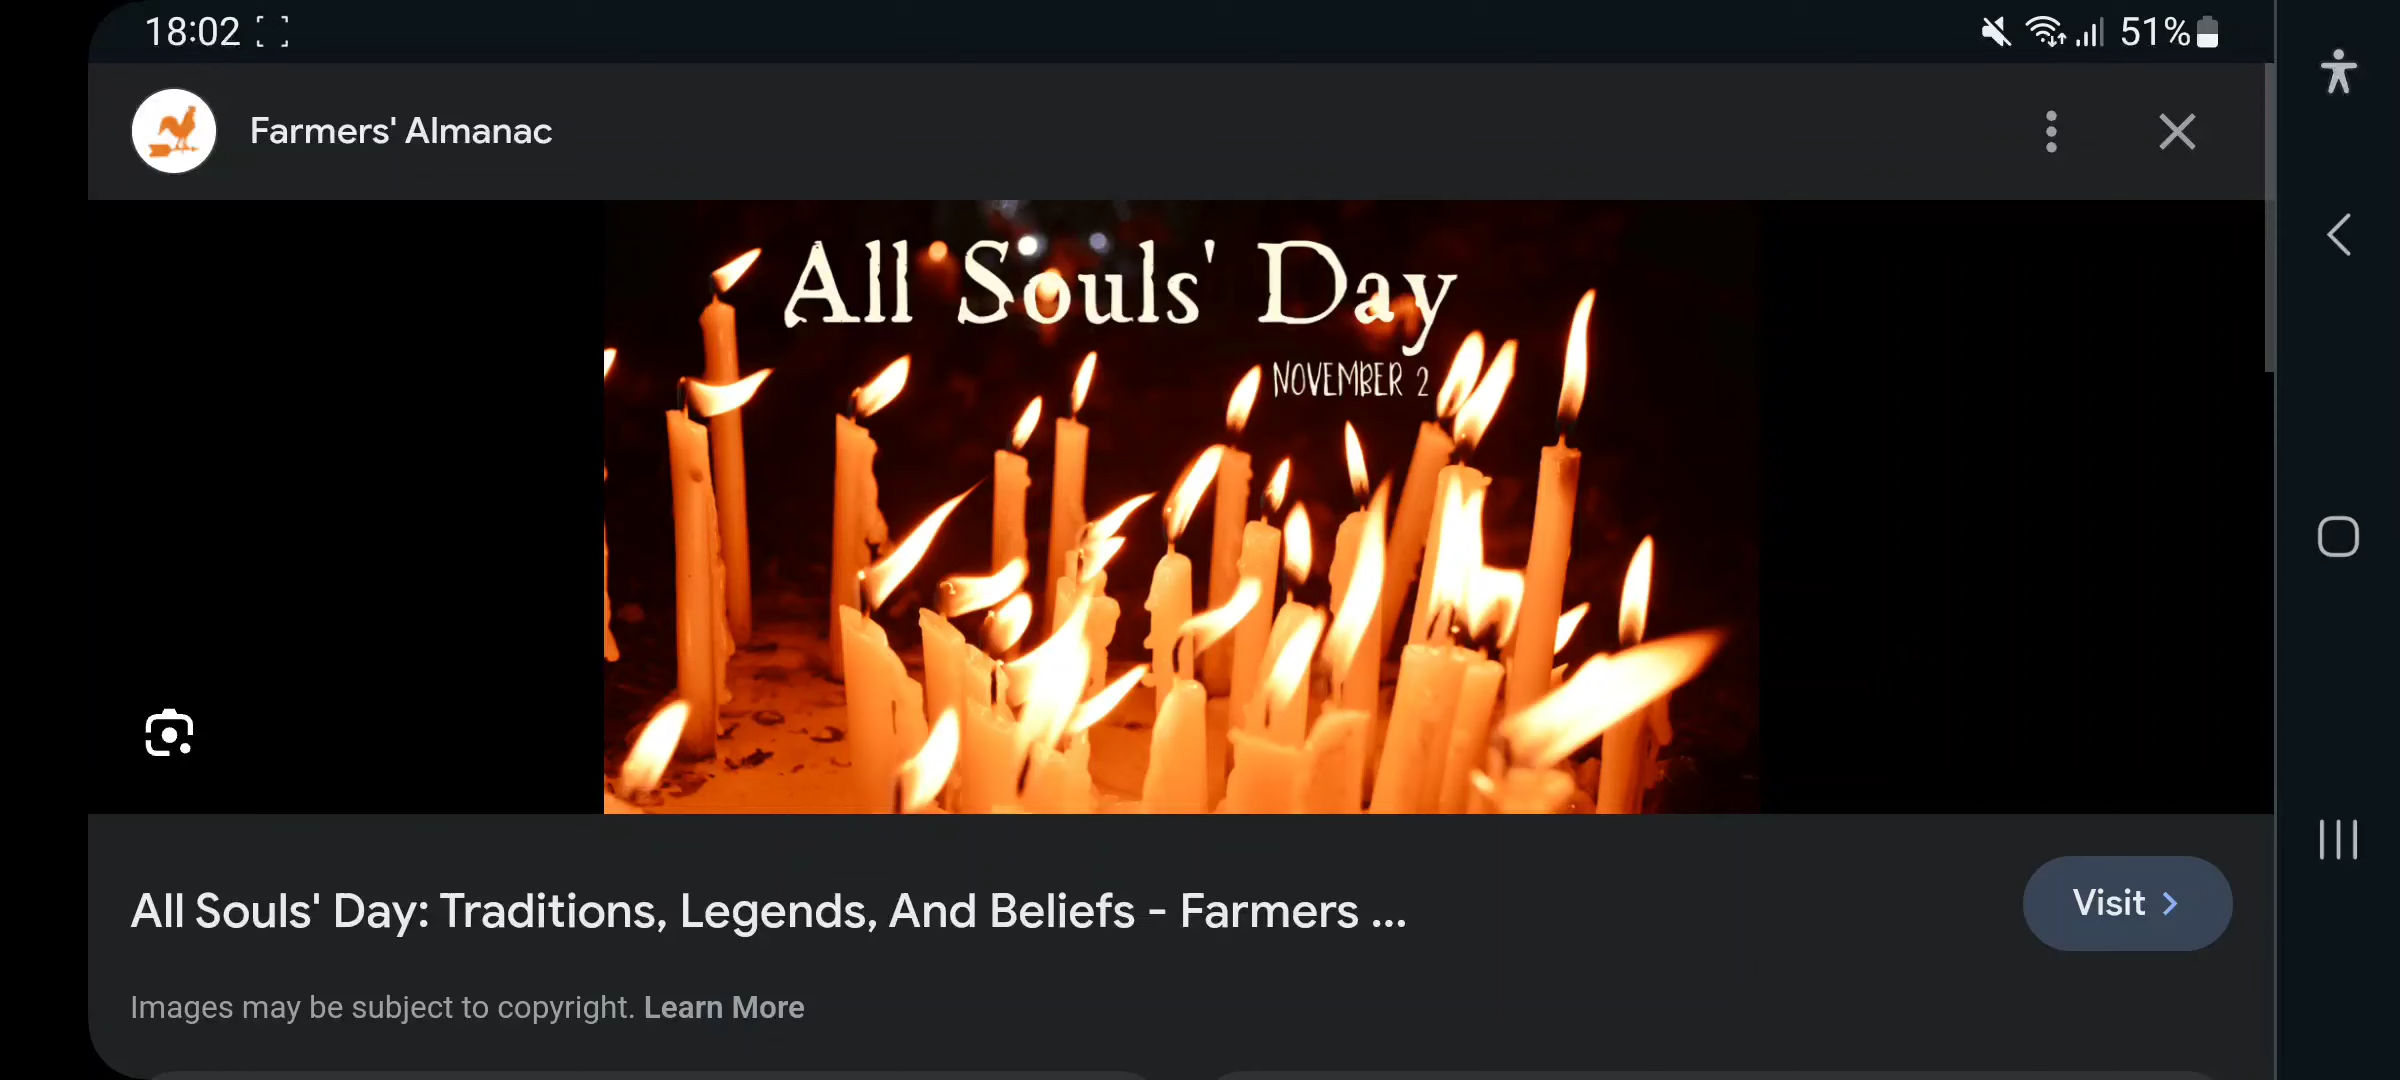 18:02
51%
Farmers' Almanac
All Souls' Day
NOVEMBER 2
All Souls' Day: Traditions, Legends, And Beliefs - Farmers ...
Visit
Images may be subject to copyright. Learn More